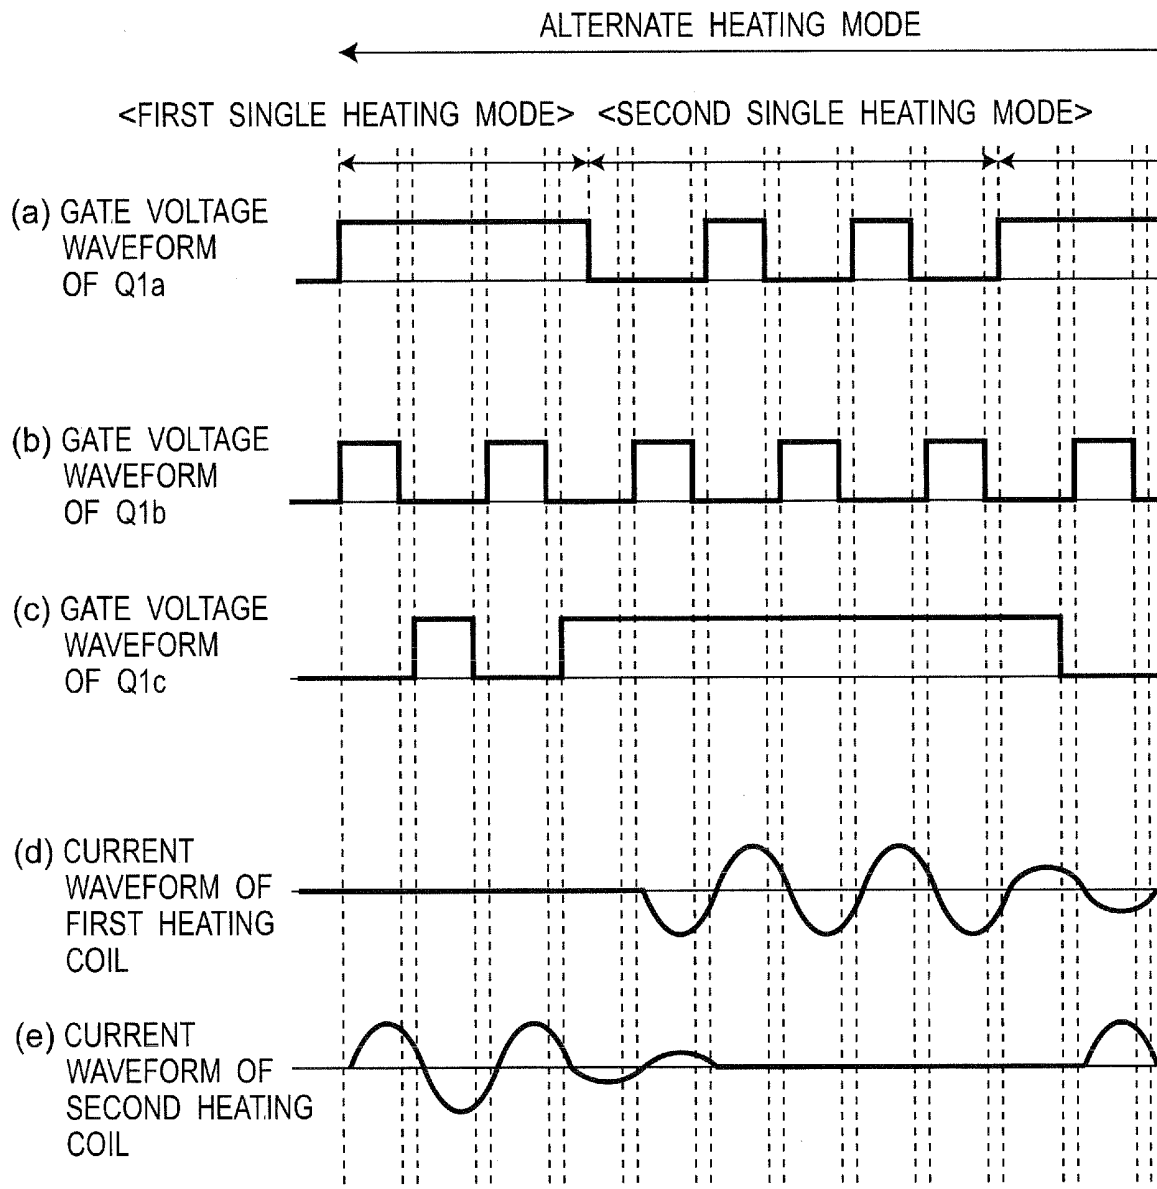 ALTERNATE HEATING MODE
<FIRST SINGLE HEATING MODE> <SECOND SINGLE HEATING MODE>
(a) GATE VOLTAGE
WAVEFORM
OF Q1a
(b) GATE VOLTAGE
WAVEFORM
OF Q1b
(c) GATE VOLTAGE
WAVEFORM
OF Q1c
(d) CURRENT
WAVEFORM OF
FIRST HEATING
COIL
(e) CURRENT
WAVEFORM OF
SECOND HEATING
COIL